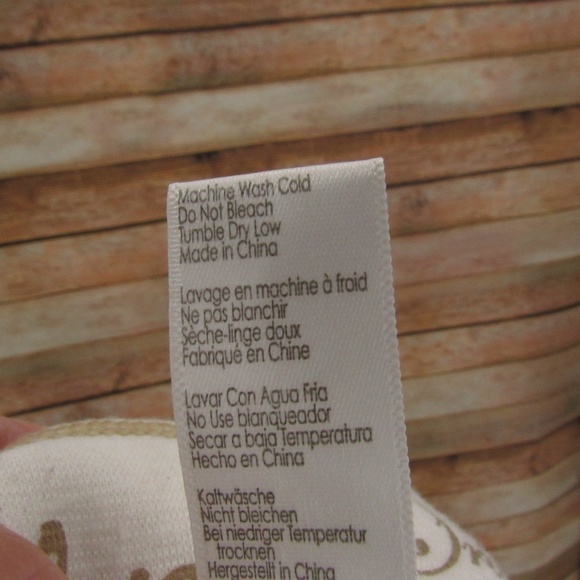 Machine Wash Cold
Do Not Bleach
Tumble Dry Low
Made in China
Lavage en machine à froid
Ne pas blanchir
Sèche-linge doux
Fabriqué en Chine
Lavar Con Agua Fria
No Use blanqueador
Secar a baja Temperatura
Hecho en China
Kaltwäsche
Nicht bleichen
Bei niedriger Temperatur
trocknen
Hergestellt in China